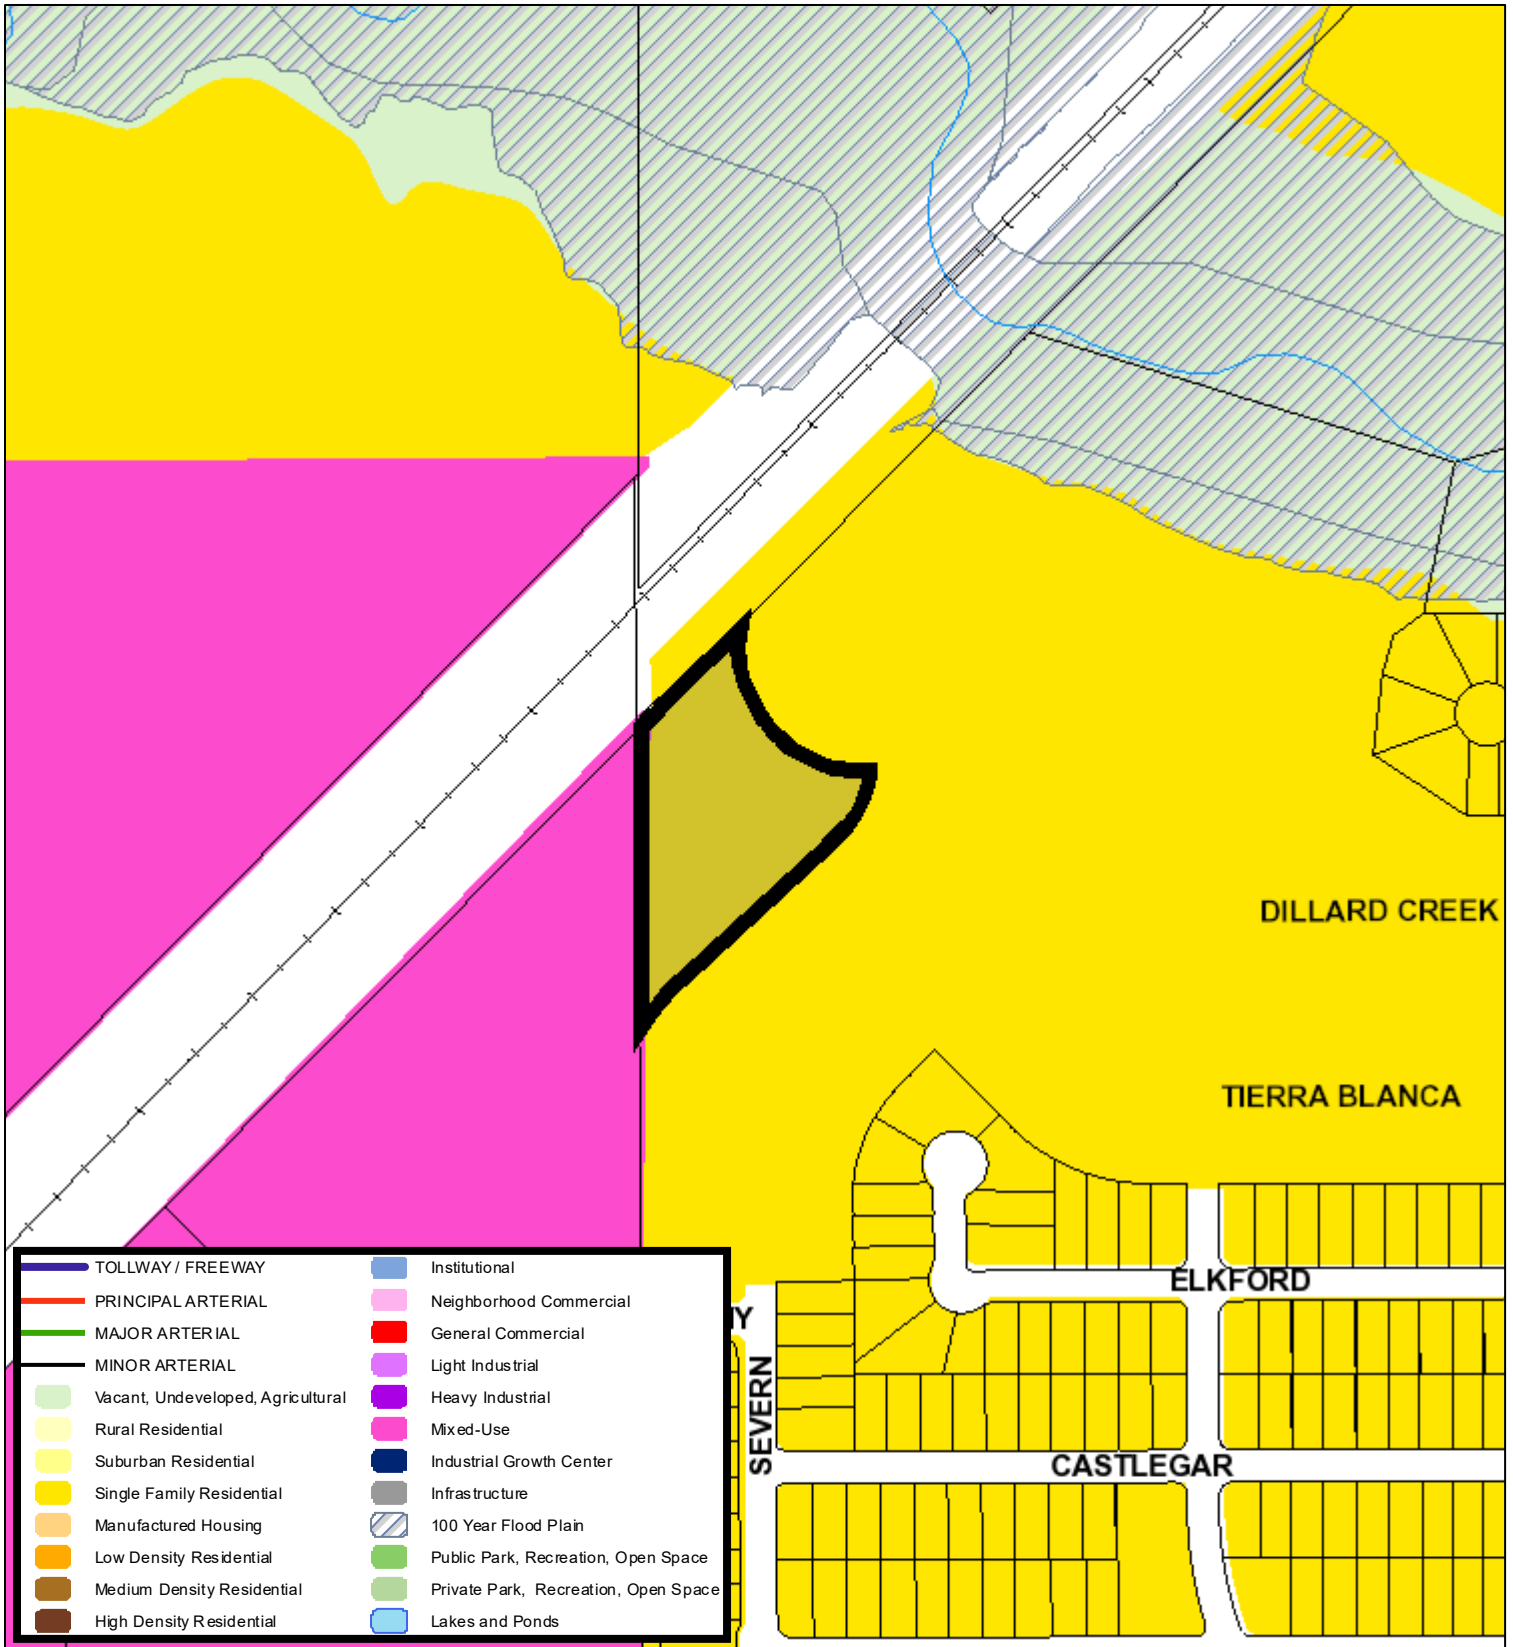 DILLARD CREEK
TIERRA BLANCA
ELKFORD
SEVERN
CASTLEGAR
TOLLWAY / FREEWAY
PRINCIPAL ARTERIAL
MAJOR ARTERIAL
MINOR ARTERIAL
Vacant, Undeveloped, Agricultural
Rural Residential
Suburban Residential
Single Family Residential
Manufactured Housing
Low Density Residential
Medium Density Residential
High Density Residential
Institutional
Neighborhood Commercial
General Commercial
Light Industrial
Heavy Industrial
Mixed-Use
Industrial Growth Center
Infrastructure
100 Year Flood Plain
Public Park, Recreation, Open Space
Private Park, Recreation, Open Space
Lakes and Ponds